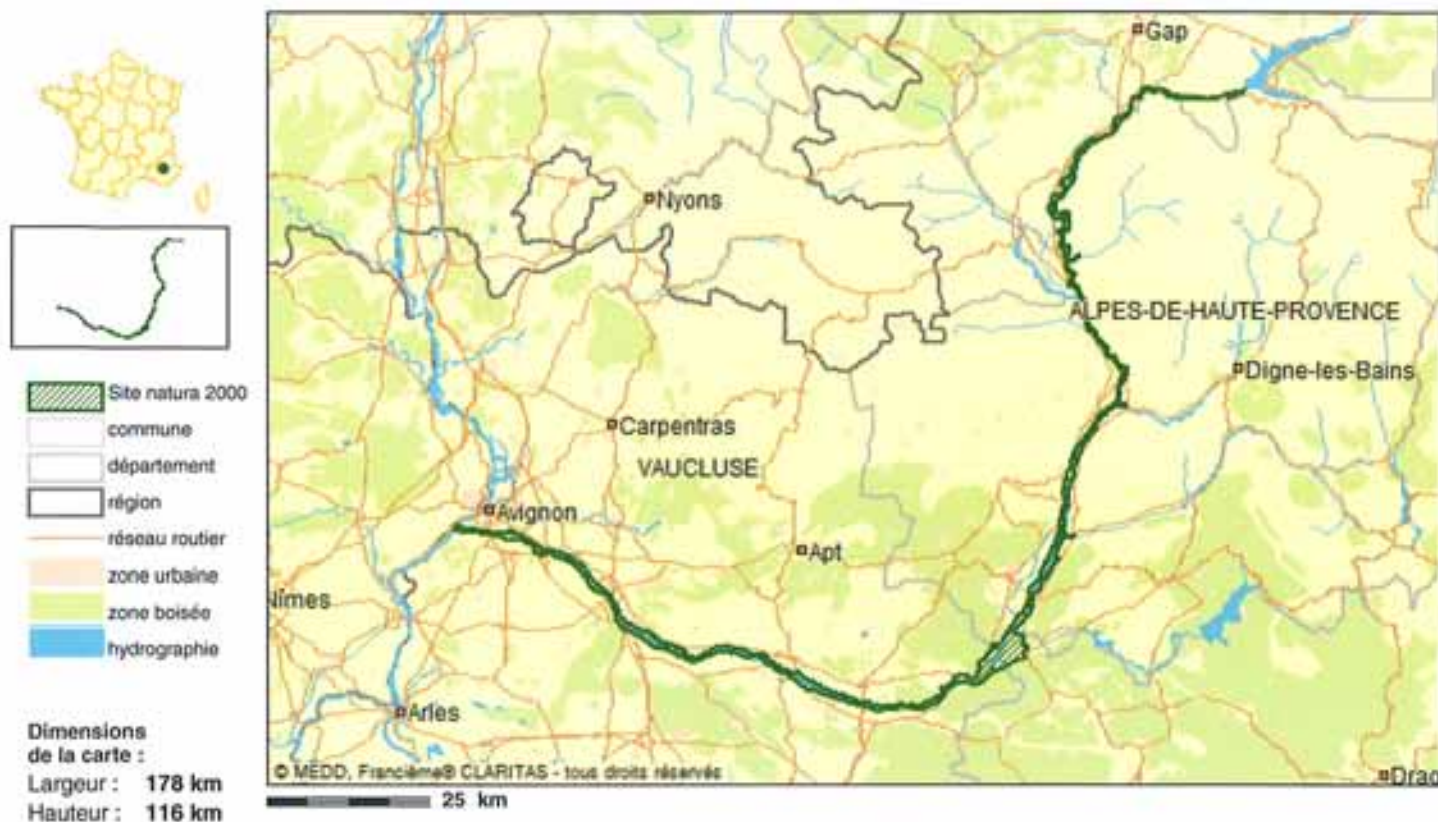 Gap
Nyons
ALPES-DE-HAUTE-PROVENCE
Digne-les-Bains
Carpentras
VAUCLUSE
Avignon
Apt
Nîmes
Arles
Drag
© MEDD, Francième® CLARITAS - tous droits réservés
25 km
Site natura 2000
commune
département
région
réseau routier
zone urbaine
zone boisée
hydrographie
Dimensions
de la carte :
Largeur : 178 km
Hauteur : 116 km